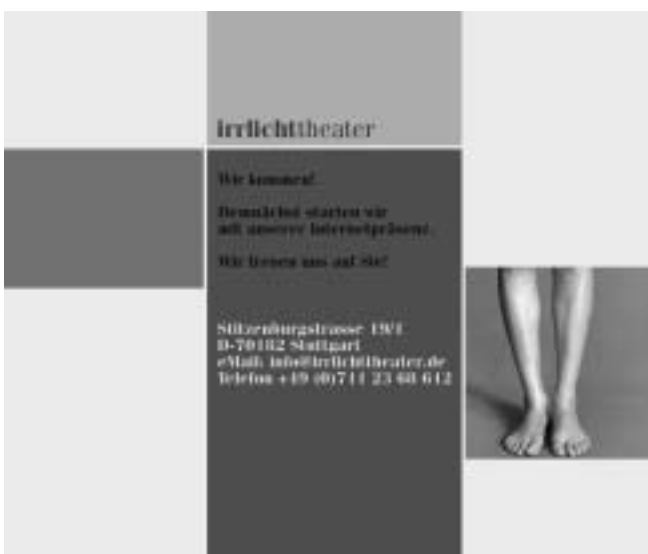 irrlichttheater
Wir kommen!
Demnächst starten wir
mit unserer Internetpräsenz.
Wir freuen uns auf Sie!
Stitzenburgstrasse 19/1
D-70182 Stuttgart
eMail: info@irrlichttheater.de
Telefon +49 (0)711 23 68 612